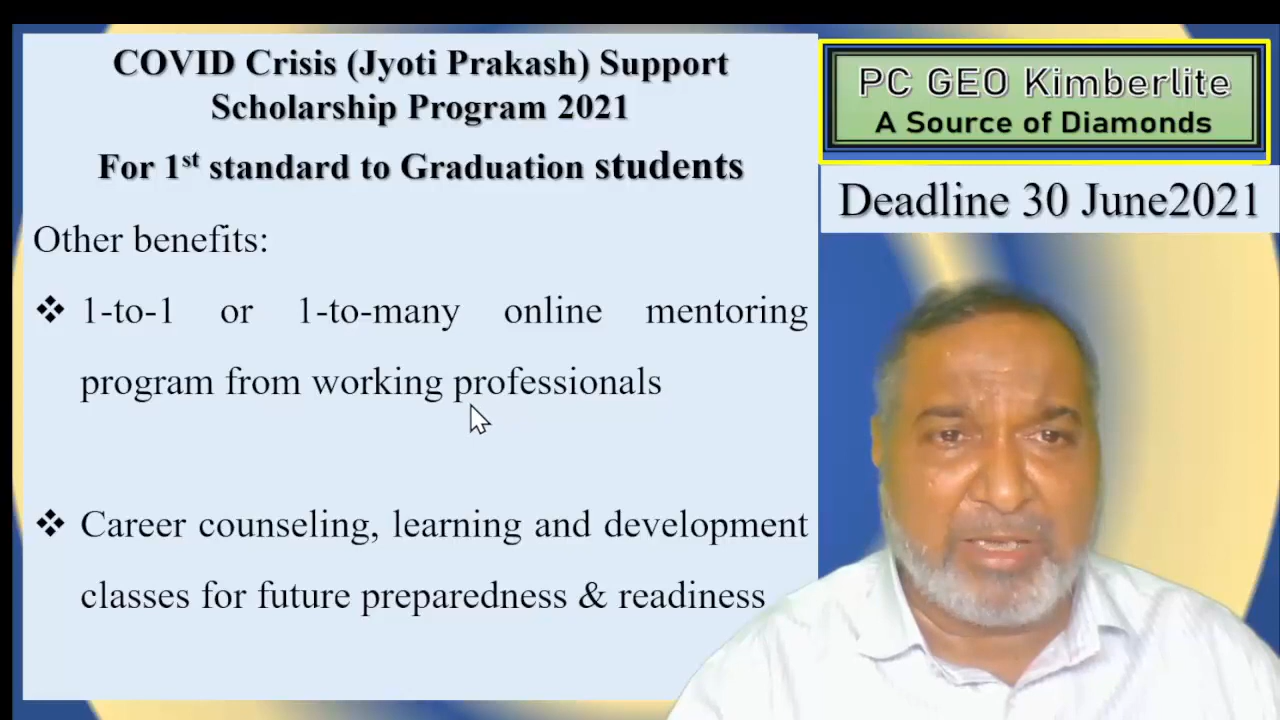 COVID Crisis (Jyoti Prakash) Support
Scholarship Program 2021
For 1st standard to Graduation students
Other benefits:
❖ 1-to-1 or 1-to-many online mentoring
program from working professionals
❖ Career counseling, learning and development
classes for future preparedness & readiness
PC GEO Kimberlite
A Source of Diamonds
Deadline 30 June2021